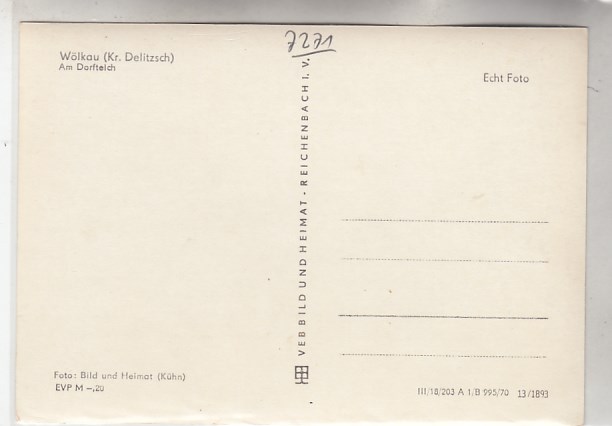 Wölkau (Kr. Delitzsch)
Am Dorfteich
7271
VEB BILD UND HEIMAT - REICHENBACH I. V.
Echt Foto
Foto: Bild und Heimat (Kühn)
EVP M –,20
III/18/203 A 1/B 995/70 13/1893